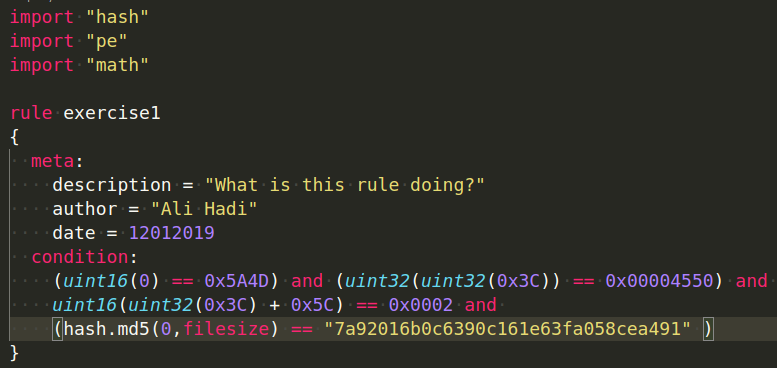 import "hash"
import "pe"
import "math"
rule exercise1
{
meta:
description = "What is this rule doing?"
author = "Ali Hadi"
date = 12012019
condition:
(uint16(0) == 0x5A4D) and (uint32(uint32(0x3C)) == 0x00004550) and
uint16(uint32(0x3C) + 0x5C) == 0x0002 and
(hash.md5(0,filesize) == "7a92016b0c6390c161e63fa058cea491" )
}